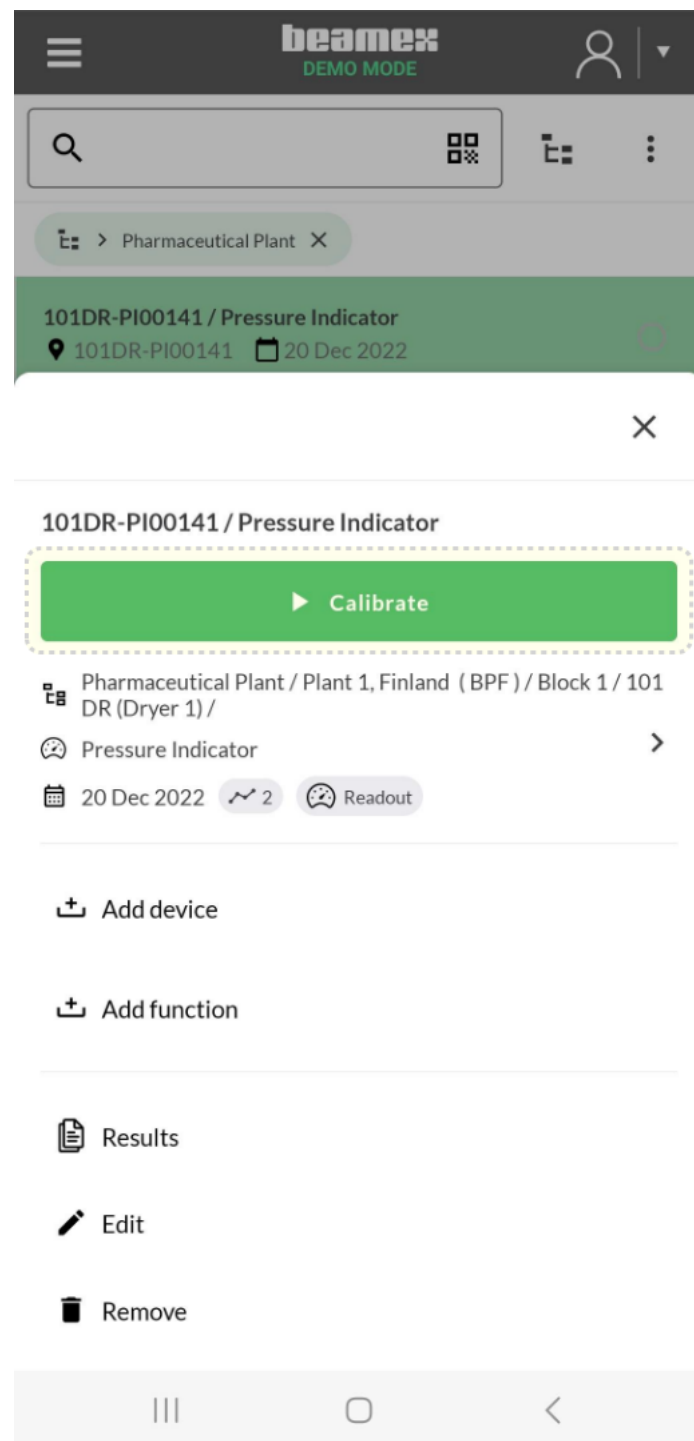 beamex
DEMO MODE
Pharmaceutical Plant
101DR-PI00141 / Pressure Indicator
101DR-PI00141 20 Dec 2022
101DR-PI00141 / Pressure Indicator
Calibrate
Pharmaceutical Plant / Plant 1, Finland ( BPF ) / Block 1 / 101
DR (Dryer 1) /
Pressure Indicator
20 Dec 2022 2 Readout
Add device
Add function
Results
Edit
Remove